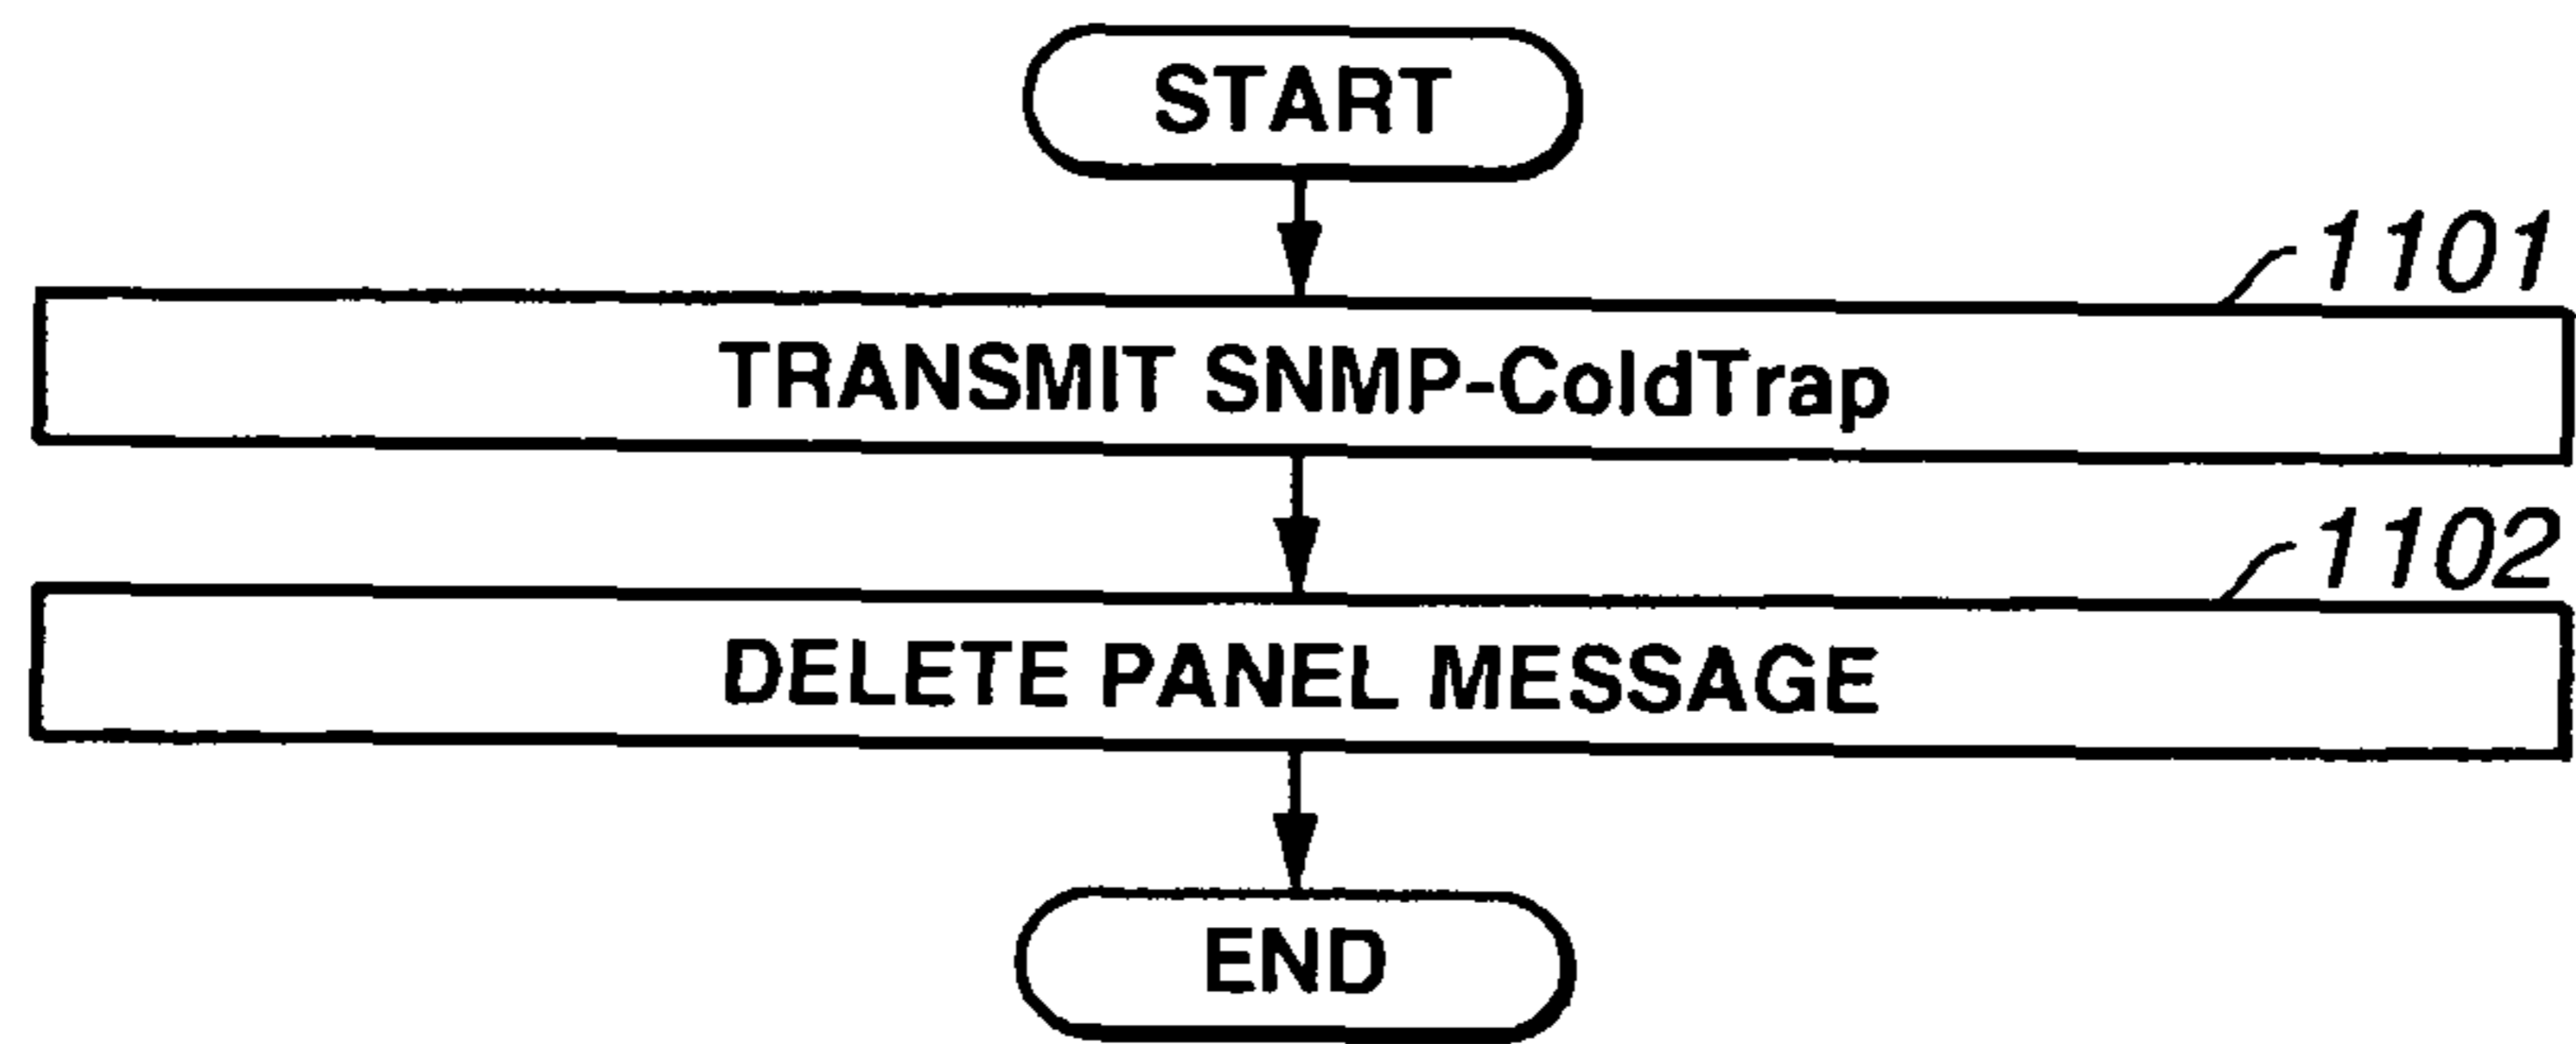 START
1101
TRANSMIT SNMP-ColdTrap
1102
DELETE PANEL MESSAGE
END